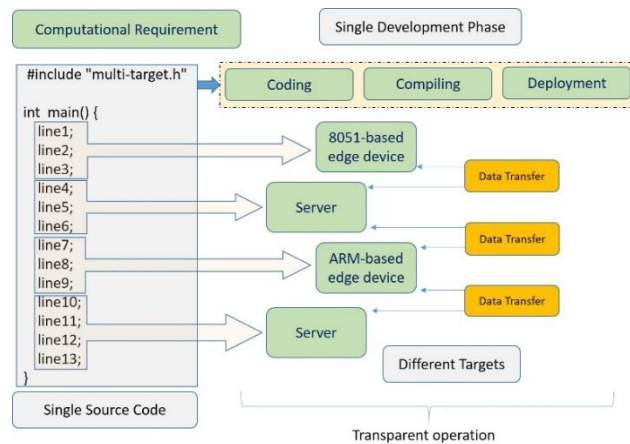 Computational Requirement
Single Development Phase
#include "multi-target.h"
Coding
Compiling
Deployment
int main() {
line1;
line2;
line3;
line4;
line5;
line6;
line7;
line8;
line9;
line10;
line11;
line12;
line13;
}
8051-based
edge device
Data Transfer
Server
Data Transfer
ARM-based
edge device
Data Transfer
Server
Different Targets
Single Source Code
Transparent operation